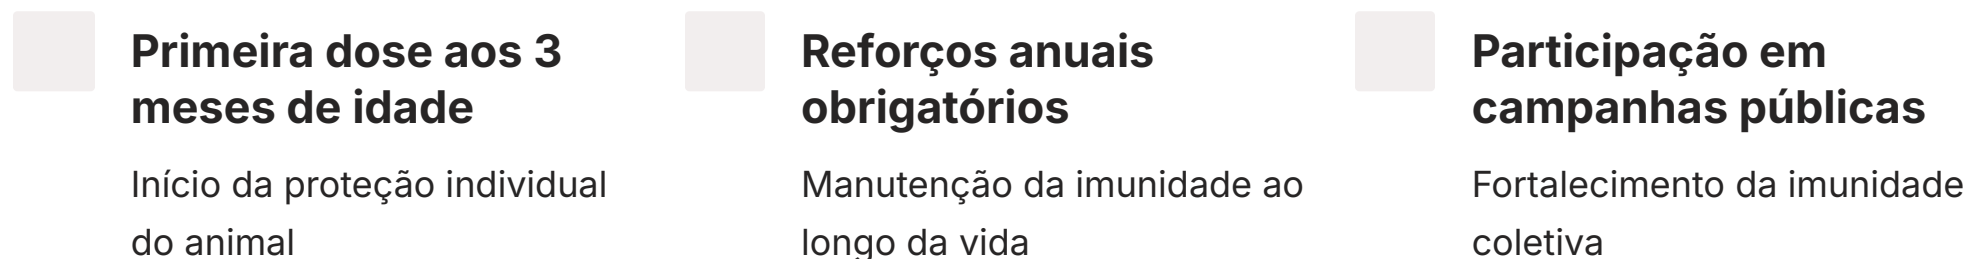 Primeira dose aos 3
meses de idade
Início da proteção individual
do animal
Reforços anuais
obrigatórios
Manutenção da imunidade ao
longo da vida
Participação em
campanhas públicas
Fortalecimento da imunidade
coletiva